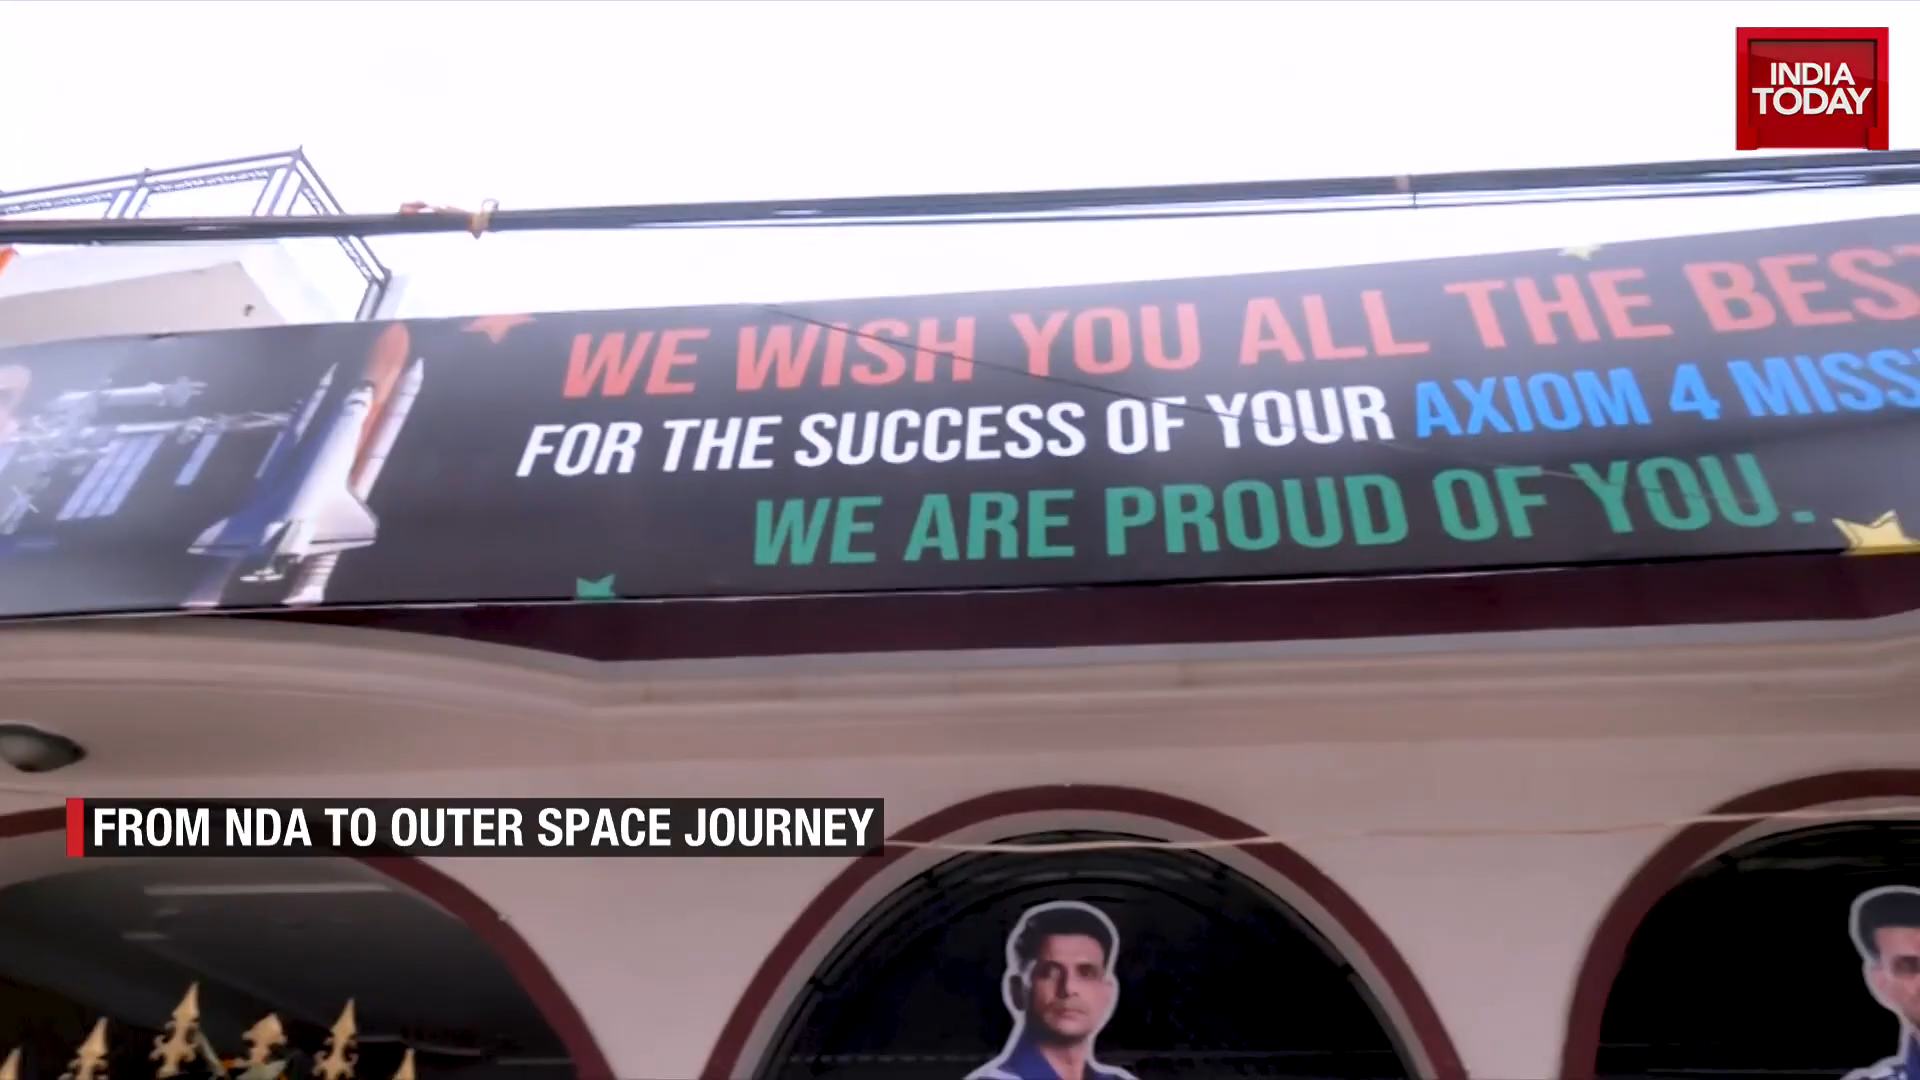 INDIA
TODAY
WE WISH YOU ALL THE BEST
FOR THE SUCCESS OF YOUR AXIOM 4
WE ARE PROUD OF YOU.
FROM NDA TO OUTER SPACE JOURNEY